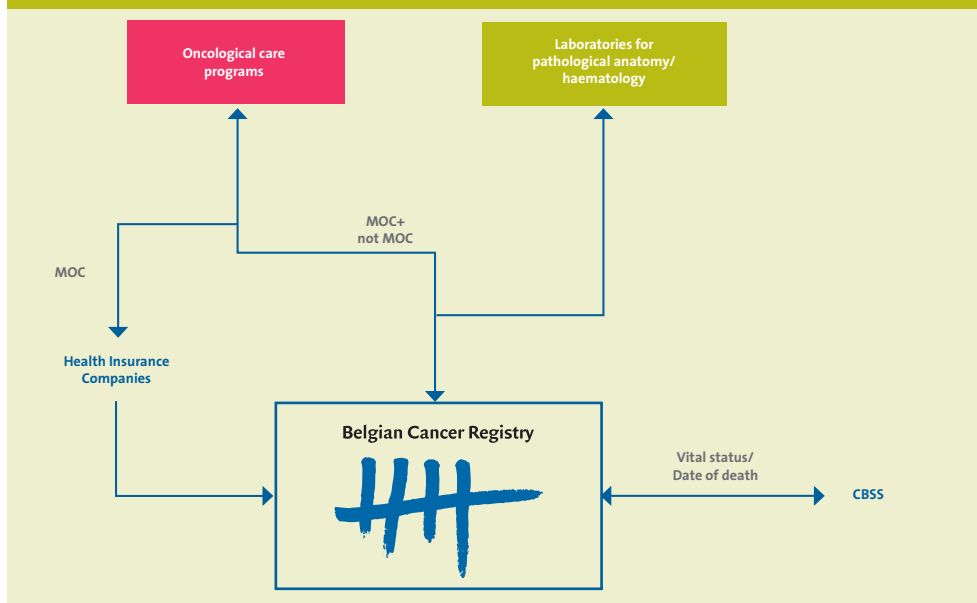 Oncological care
programs
Laboratories for
pathological anatomy/
haematology
MOC+
not MOC
MOC
Health Insurance
Companies
Belgian Cancer Registry
Vital status/
Date of death
CBSS